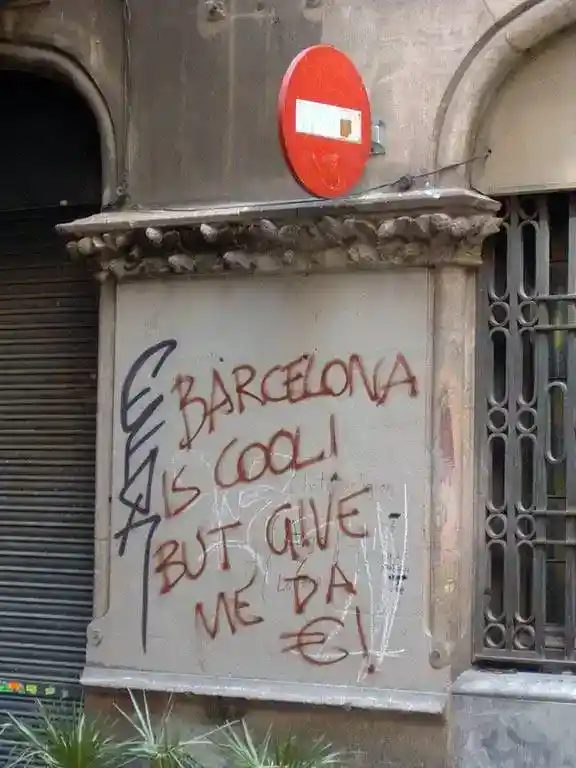 BARCELONA
IS COOL!
BUT GIVE
ME DA
€!